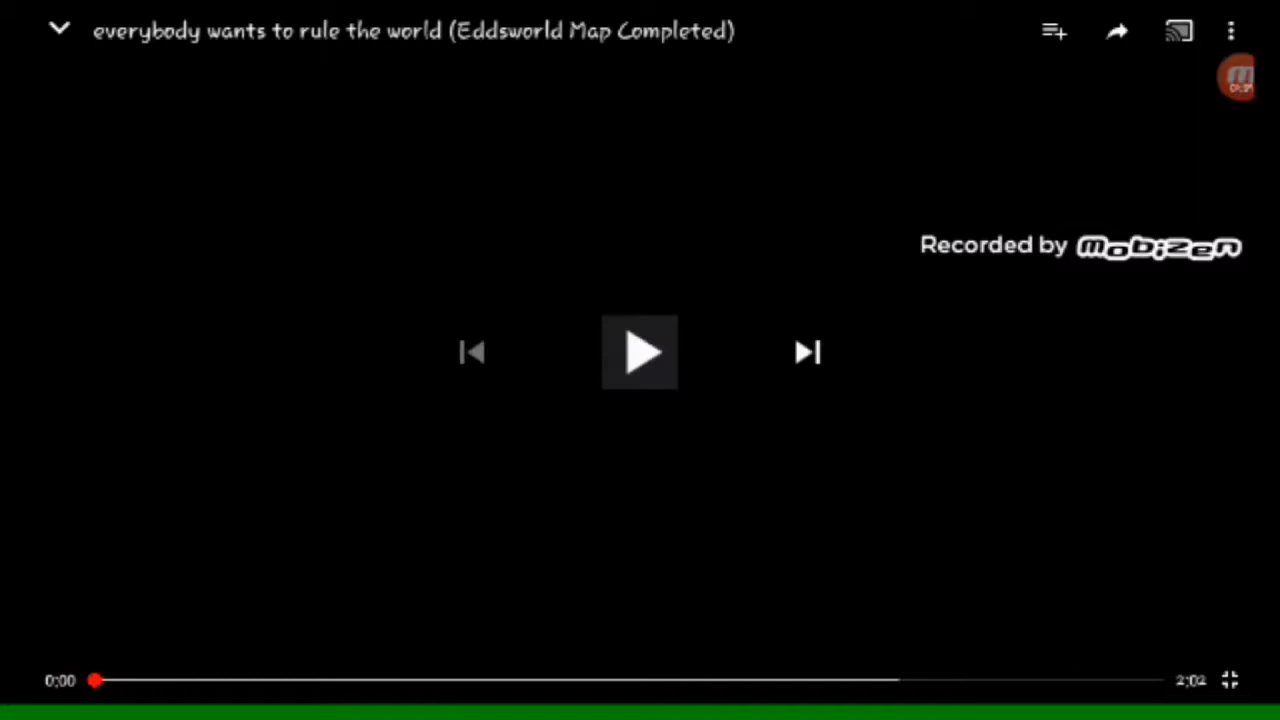 everybody wants to rule the world (Eddsworld Map Completed)
Recorded by mobizen
0:00
2:02